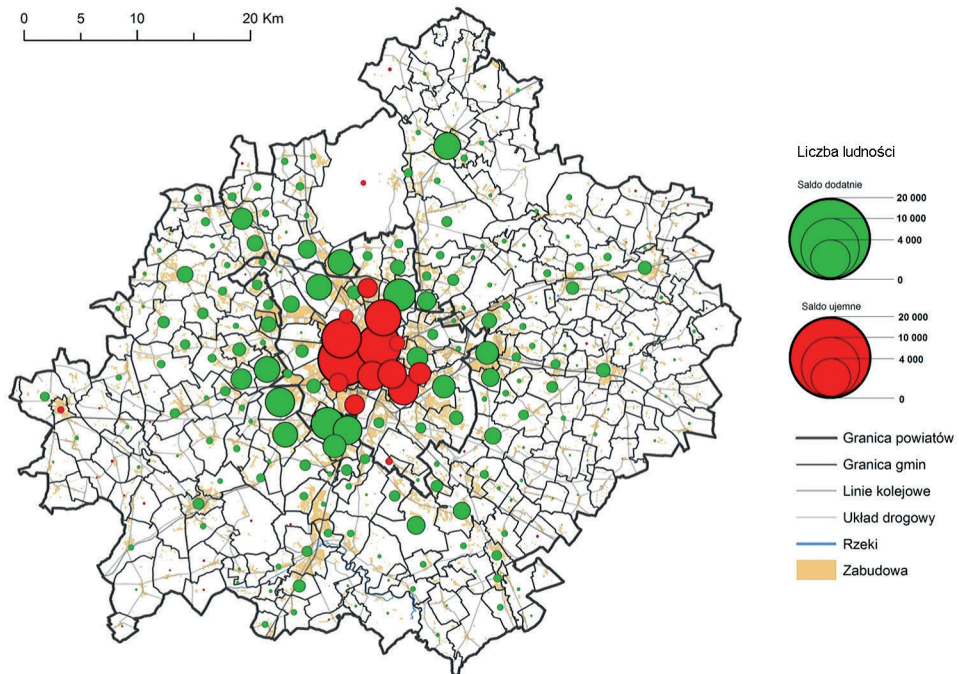 0 5 10 20 Km
Liczba ludności
Saldo dodatnie
20 000
10 000
4 000
0
Saldo ujemne
20 000
10 000
4 000
0
Granica powiatów
Granica gmin
Linie kolejowe
Układ drogowy
Rzeki
Zabudowa